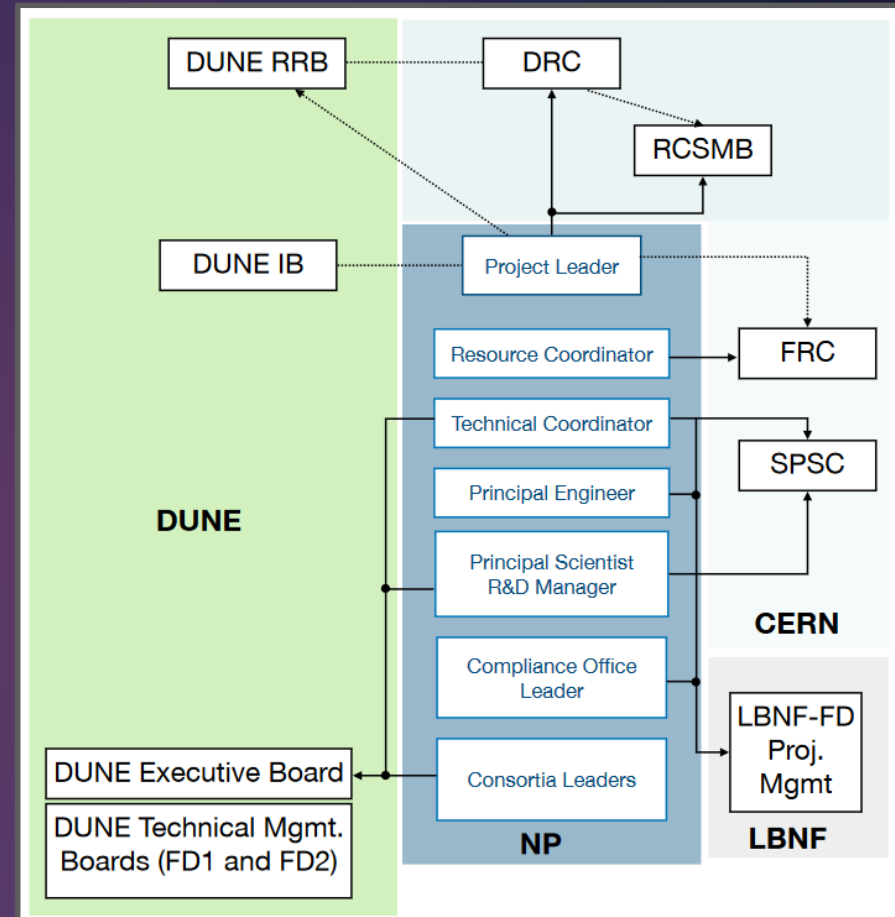 DUNE RRB
DRC
RCSMB
DUNE IB
Project Leader
Resource Coordinator
FRC
Technical Coordinator
SPSC
Principal Engineer
DUNE
Principal Scientist
R&D Manager
CERN
Compliance Office
Leader
LBNF-FD
Proj.
Mgmt
DUNE Executive Board
Consortia Leaders
DUNE Technical Mgmt.
Boards (FD1 and FD2)
NP
LBNF